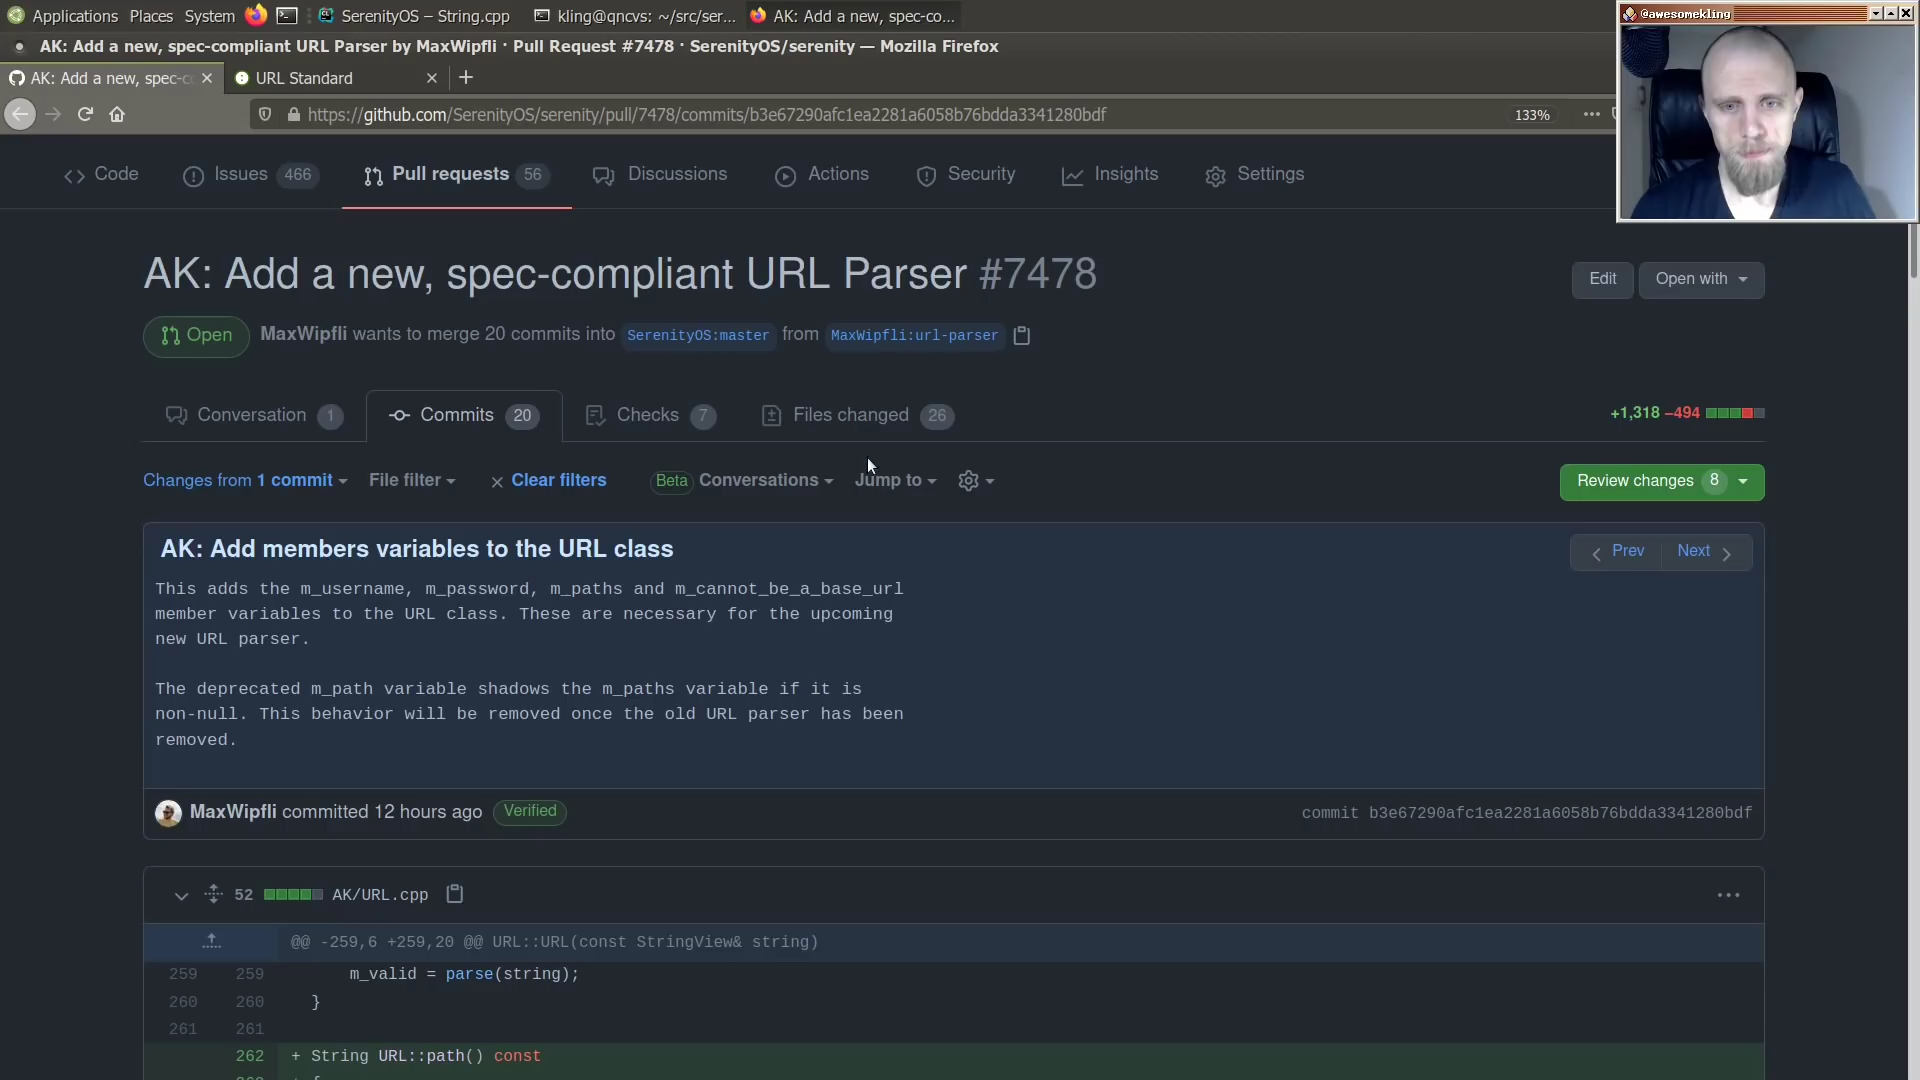 Applications Places System SerenityOS – String.cpp kling@qncvs: ~/src/ser... AK: Add a new, spec-co...
@awesomekling
AK: Add a new, spec-compliant URL Parser by MaxWipfli · Pull Request #7478 · SerenityOS/serenity — Mozilla Firefox
AK: Add a new, spec-c URL Standard
https://github.com/SerenityOS/serenity/pull/7478/commits/b3e67290afc1ea2281a6058b76bdda3341280bdf 133%
Code Issues 466 Pull requests 56 Discussions Actions Security Insights Settings
AK: Add a new, spec-compliant URL Parser #7478
Edit Open with
Open MaxWipfli wants to merge 20 commits into SerenityOS:master from MaxWipfli:url-parser
Conversation 1 Commits 20 Checks 7 Files changed 26 +1,318 −494
Changes from 1 commit File filter Clear filters Beta Conversations Jump to Review changes 8
AK: Add members variables to the URL class
Prev Next
This adds the m_username, m_password, m_paths and m_cannot_be_a_base_url
member variables to the URL class. These are necessary for the upcoming
new URL parser.
The deprecated m_path variable shadows the m_paths variable if it is
non-null. This behavior will be removed once the old URL parser has been
removed.
MaxWipfli committed 12 hours ago Verified commit b3e67290afc1ea2281a6058b76bdda3341280bdf
52 AK/URL.cpp
@@ -259,6 +259,20 @@ URL::URL(const StringView& string)
259 259 m_valid = parse(string);
260 260 }
261 261
262 + String URL::path() const